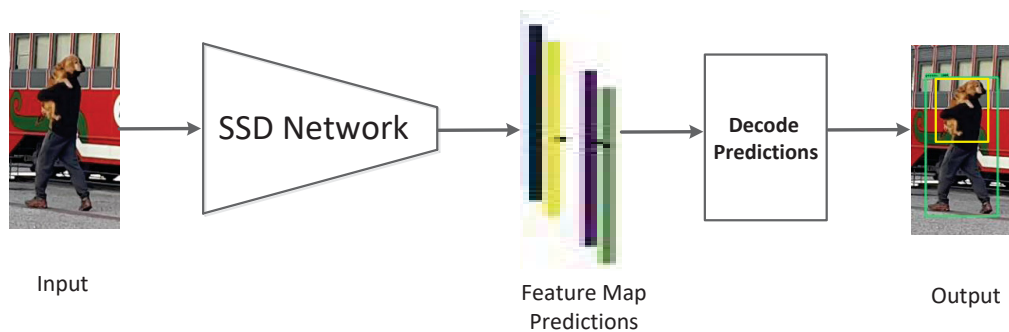 SSD Network
Decode
Predictions
Input
Feature Map
Predictions
Output